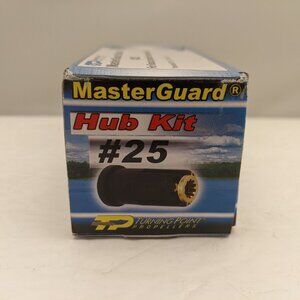 MasterGuard®
Hub Kit
#25
TP TURNING POINT
PROPELLERS